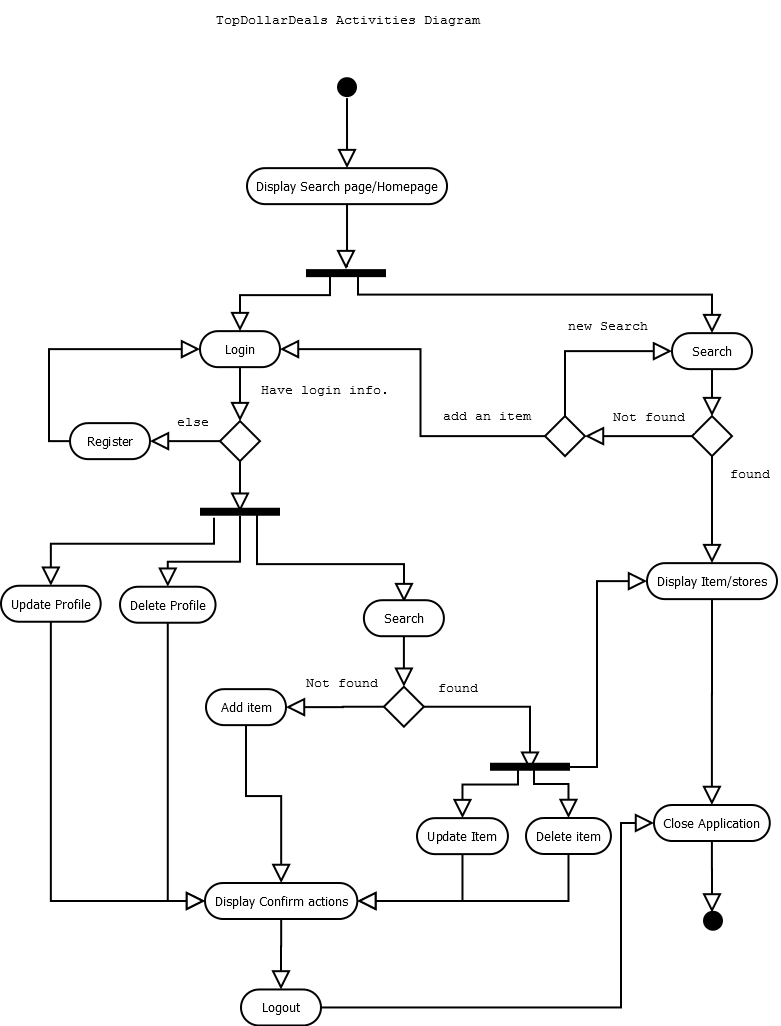 TopDollarDeals Activities Diagram
Display Search page/Homepage
new Search
Login
Search
Have login info.
add an item
Not found
else
Register
found
Display Item/stores
Update Profile
Delete Profile
Search
Not found
found
Add item
Close Application
Update Item
Delete item
Display Confirm actions
Logout